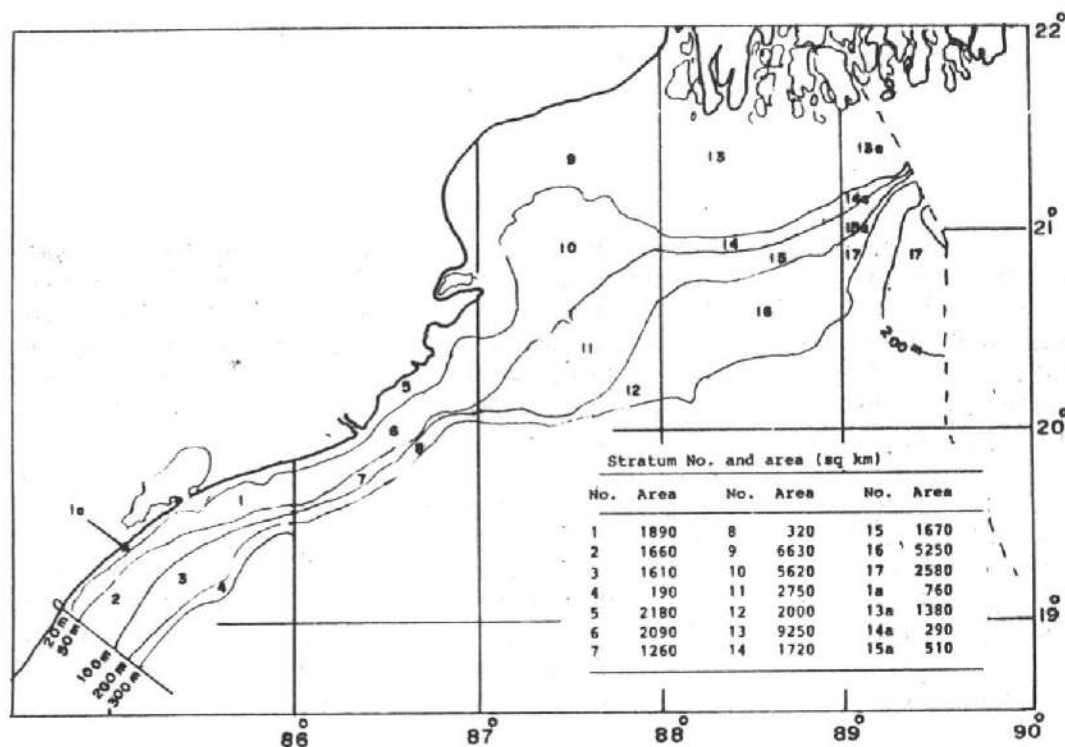 22°
9
13
13a
14a
21°
10
14
15a
15
17
17
16
200 m
11
5
12
20°
6
8
7
1
1a
3
2
4
20m
50m
100m
200m
300m
Stratum No. and area (sq km)
No. Area No. Area No. Area
1 1890 8 320 15 1670
2 1660 9 6630 16 5250
3 1610 10 5620 17 2580
4 190 11 2750 1a 760
5 2180 12 2000 13a 1380
6 2090 13 9250 14a 290
7 1260 14 1720 15a 510
19°
86° 87° 88° 89° 90°